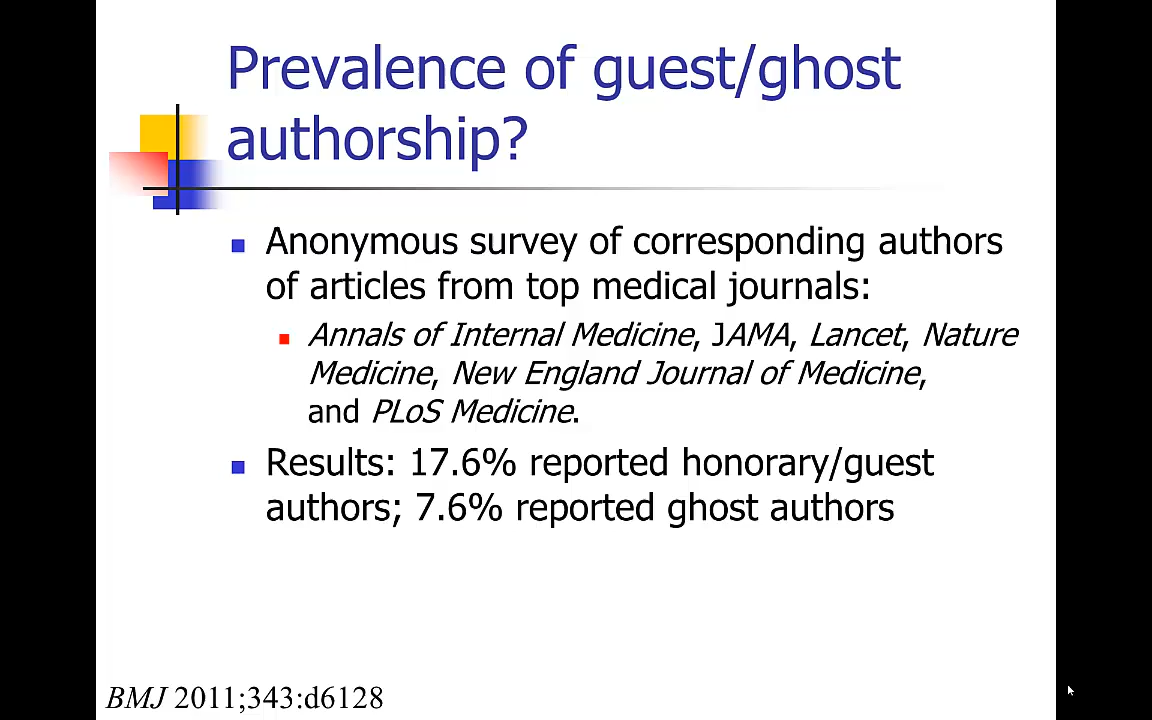 Prevalence of guest/ghost
authorship?
Anonymous survey of corresponding authors
of articles from top medical journals:
Annals of Internal Medicine, JAMA, Lancet, Nature
Medicine, New England Journal of Medicine,
and PLoS Medicine.
Results: 17.6% reported honorary/guest
authors; 7.6% reported ghost authors
BMJ 2011;343:d6128